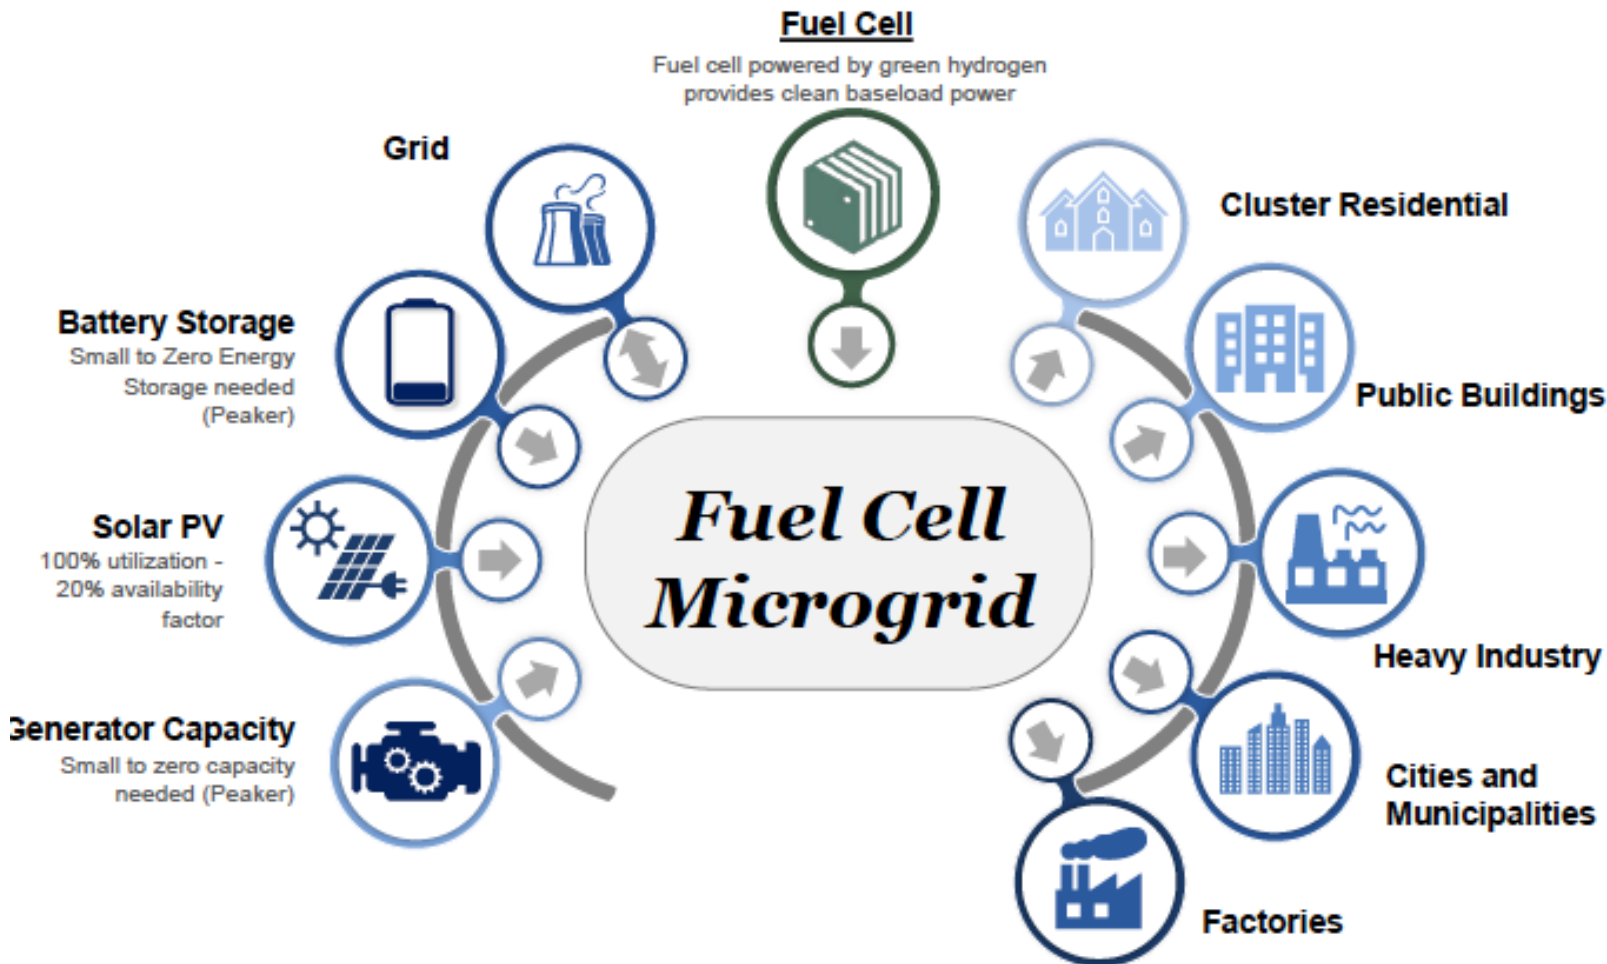 Fuel Cell
Fuel cell powered by green hydrogen
provides clean baseload power
Grid
Battery Storage
Small to Zero Energy
Storage needed
(Peaker)
Solar PV
100% utilization -
20% availability
factor
Generator Capacity
Small to zero capacity
needed (Peaker)
Fuel Cell
Microgrid
Cluster Residential
Public Buildings
Heavy Industry
Cities and
Municipalities
Factories